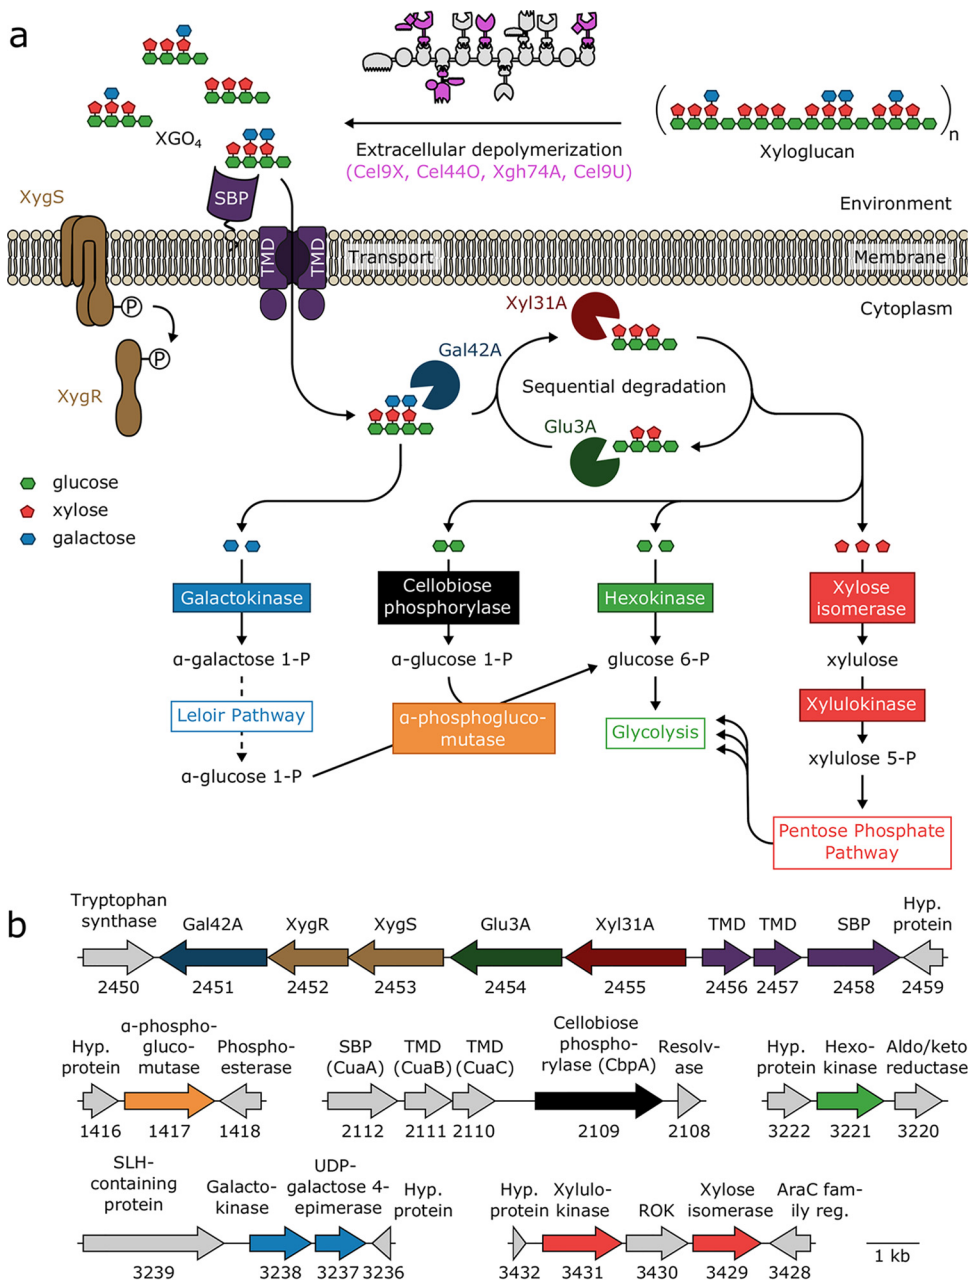 a
XGO4
Extracellular depolymerization
(Cel9X, Cel44O, Xgh74A, Cel9U)
n
Xyloglucan
SBP
XygS
Environment
TMD
TMD
Transport
Membrane
Cytoplasm
P
P
XygR
Xyl31A
Gal42A
Sequential degradation
Glu3A
glucose
xylose
galactose
Galactokinase
Cellobiose
phosphorylase
Hexokinase
Xylose
isomerase
α-galactose 1-P
α-glucose 1-P
glucose 6-P
xylulose
Leloir Pathway
α-phosphogluco-
mutase
Glycolysis
Xylulokinase
α-glucose 1-P
xylulose 5-P
Pentose Phosphate
Pathway
b
Tryptophan
synthase
Gal42A
XygR
XygS
Glu3A
Xyl31A
TMD
TMD
SBP
Hyp.
protein
2450
2451
2452
2453
2454
2455
2456
2457
2458
2459
Hyp.
protein
α-phospho-
gluco-
mutase
Phospho-
esterase
SBP
(CuaA)
TMD
(CuaB)
TMD
(CuaC)
Cellobiose
phospho-
rylase (CbpA)
Resolv-
ase
Hyp.
protein
Hexo-
kinase
Aldo/keto
reductase
1416
1417
1418
2112
2111
2110
2109
2108
3222
3221
3220
SLH-
containing
protein
Galacto-
kinase
UDP-
galactose 4-
epimerase
Hyp.
protein
Hyp.
protein
Xylulo-
kinase
ROK
Xylose
isomerase
AraC fam-
ily reg.
3239
3238
3237
3236
3432
3431
3430
3429
3428
1 kb